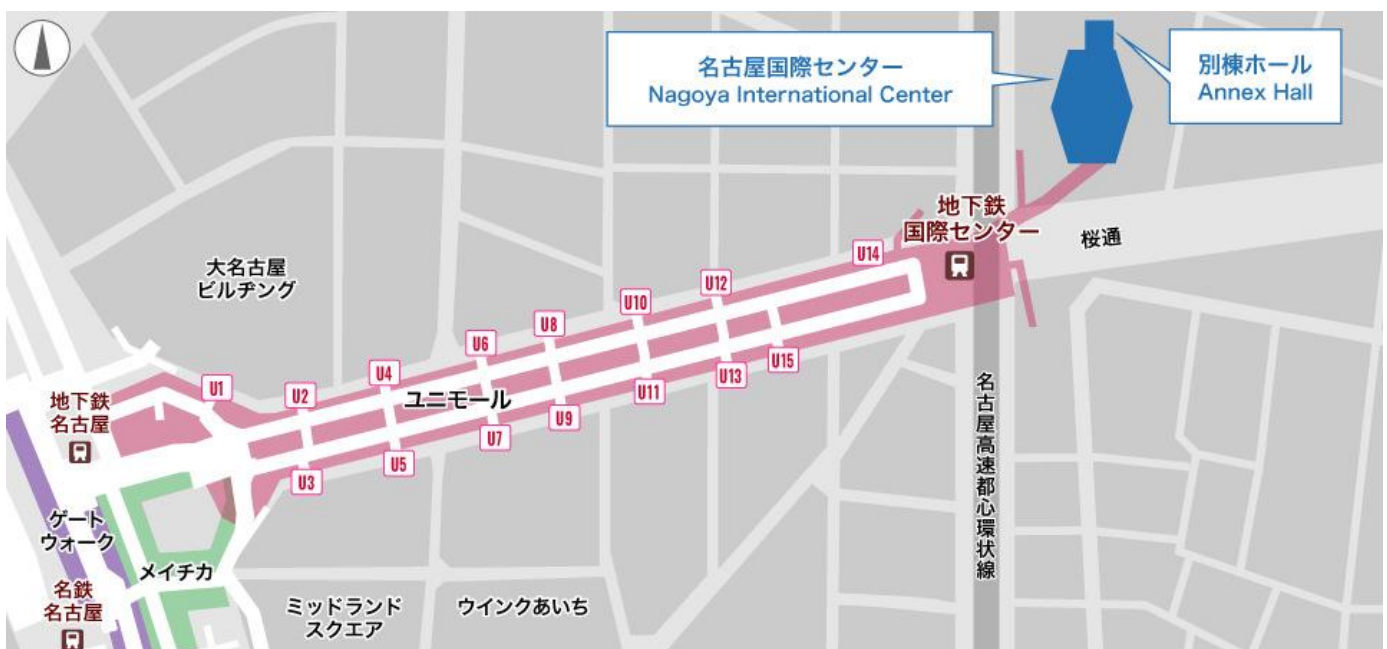 名古屋国際センター
Nagoya International Center
別棟ホール
Annex Hall
地下鉄
国際センター
桜通
大名古屋
ビルヂング
U14
U12
U10
U8
U6
U4
U2
U1
ユニモール
U15
U13
U11
U9
U7
U5
U3
地下鉄
名古屋
名古屋高速都心環状線
ゲート
ウォーク
メイチカ
名鉄
名古屋
ミッドランド
スクエア
ウインクあいち